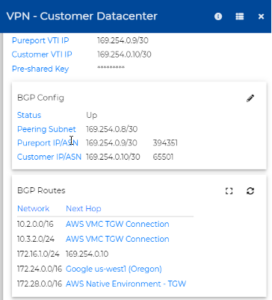 VPN - Customer Datacenter
Pureport VTI IP 169.254.0.9/30
Customer VTI IP 169.254.0.10/30
Pre-shared Key *********
BGP Config
Status Up
Peering Subnet 169.254.0.8/30
Pureport IP/ASN 169.254.0.9/30 394351
Customer IP/ASN 169.254.0.10/30 65501
BGP Routes
Network Next Hop
10.2.0.0/16 AWS VMC TGW Connection
10.3.2.0/24 AWS VMC TGW Connection
172.16.1.0/24 169.254.0.10
172.24.0.0/16 Google us-west1 (Oregon)
172.28.0.0/16 AWS Native Environment - TGW